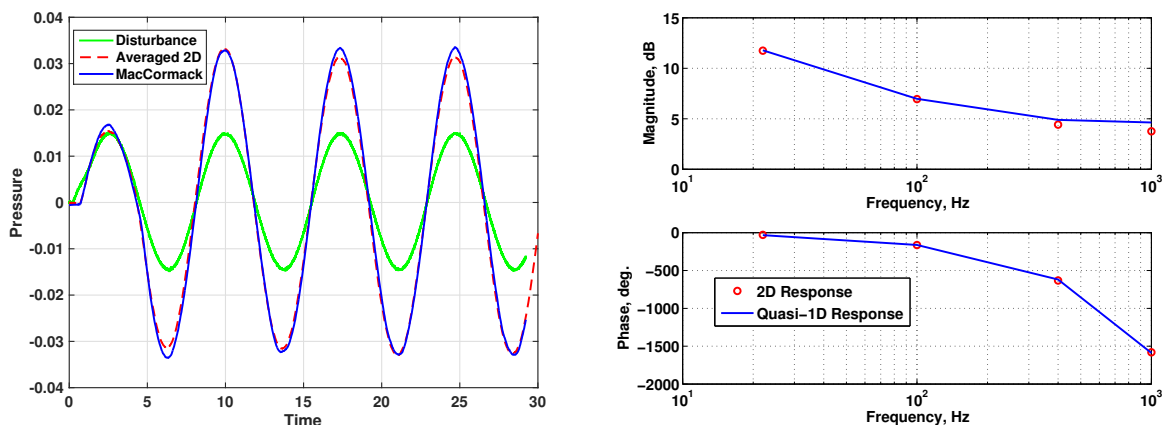 0.04
0.03
0.02
0.01
0
-0.01
-0.02
-0.03
-0.04
Pressure
0 5 10 15 20 25 30
Time
Disturbance
Averaged 2D
MacCormack
15
10
5
0
Magnitude, dB
10^1 10^2 10^3
Frequency, Hz
0
−500
−1000
−1500
−2000
Phase, deg.
2D Response
Quasi−1D Response
10^1 10^2 10^3
Frequency, Hz